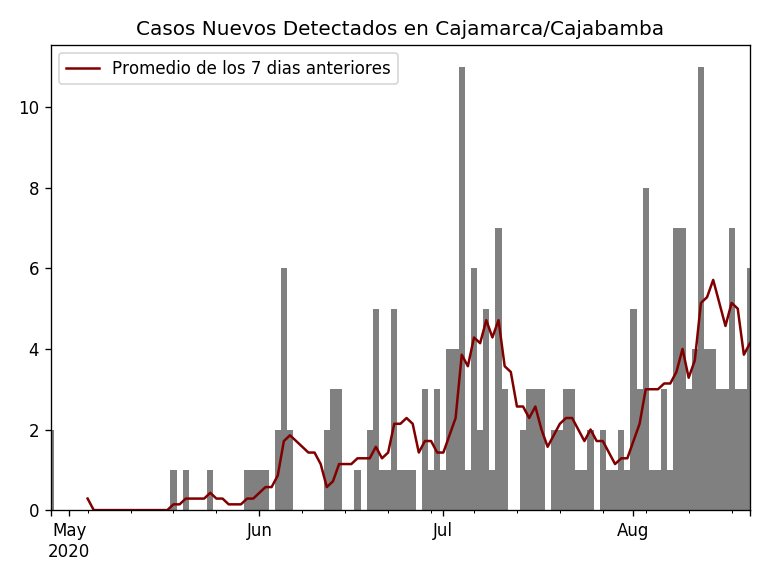 Casos Nuevos Detectados en Cajamarca/Cajabamba
Promedio de los 7 dias anteriores
10
8
6
4
2
0
May Jun Jul Aug
2020